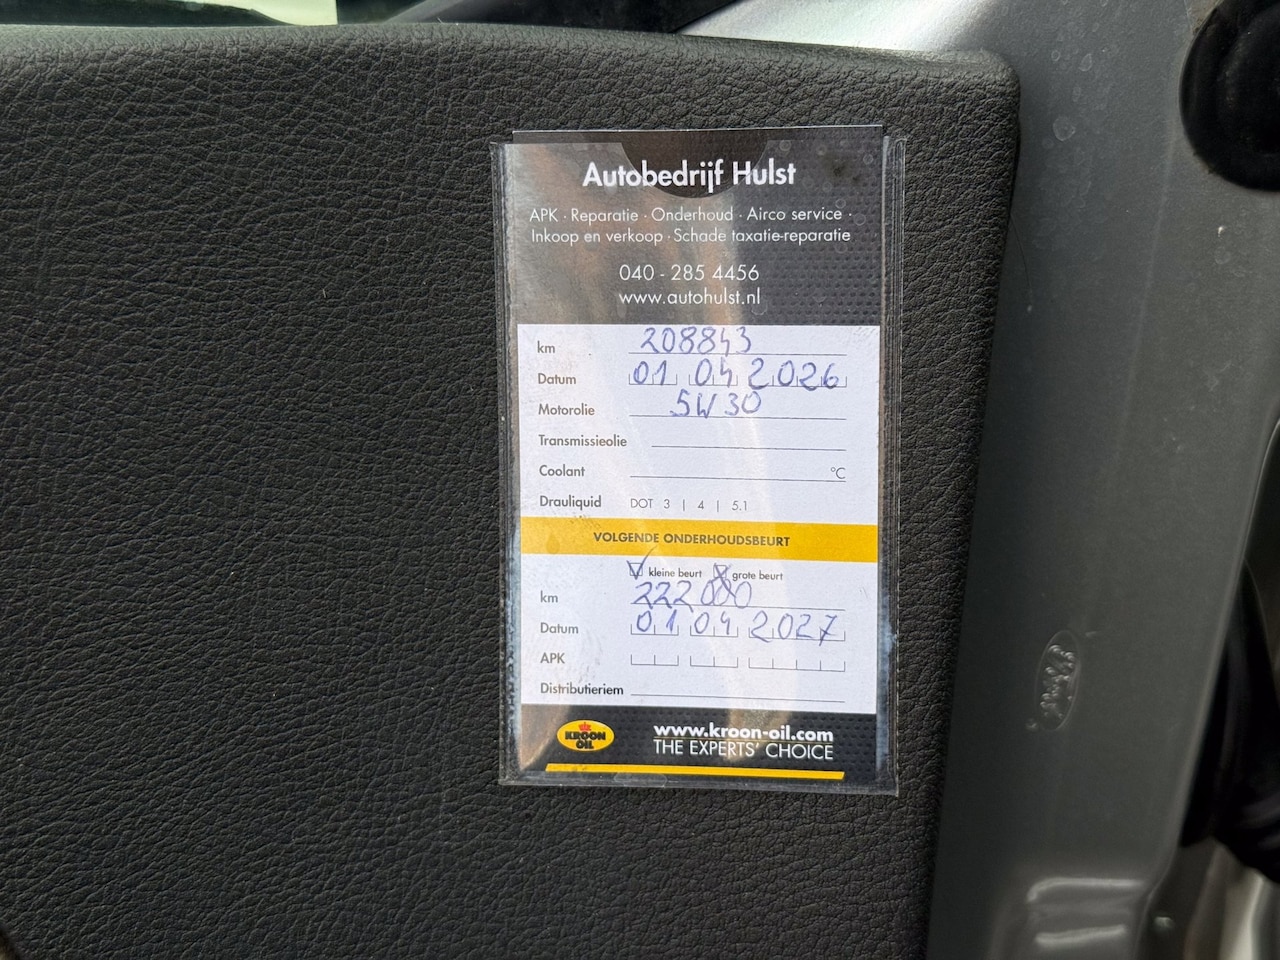 Autobedrijf Hulst
APK · Reparatie · Onderhoud · Airco service ·
Inkoop en verkoop · Schade taxatie-reparatie
040 - 285 4456
www.autohulst.nl
km 208843
Datum 01 04 2026
Motorolie 5W30
Transmissieolie
Coolant °C
Drauliquid DOT 3 | 4 | 5.1
VOLGENDE ONDERHOUDSBEURT
kleine beurt grote beurt
km 222000
Datum 01 04 2027
APK
Distributieriem
KROON OIL
www.kroon-oil.com
THE EXPERTS' CHOICE
Ford